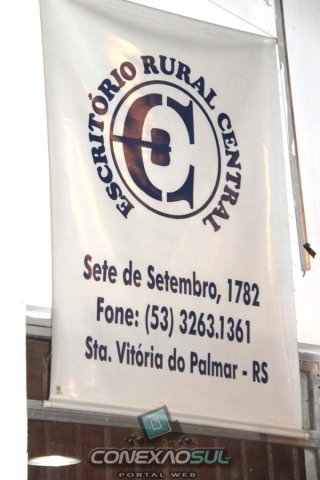 ESCRITÓRIO RURAL CENTRAL
Sete de Setembro, 1782
Fone: (53) 3263.1361
Sta. Vitória do Palmar - RS
CONEXAOSUL
PORTAL WEB